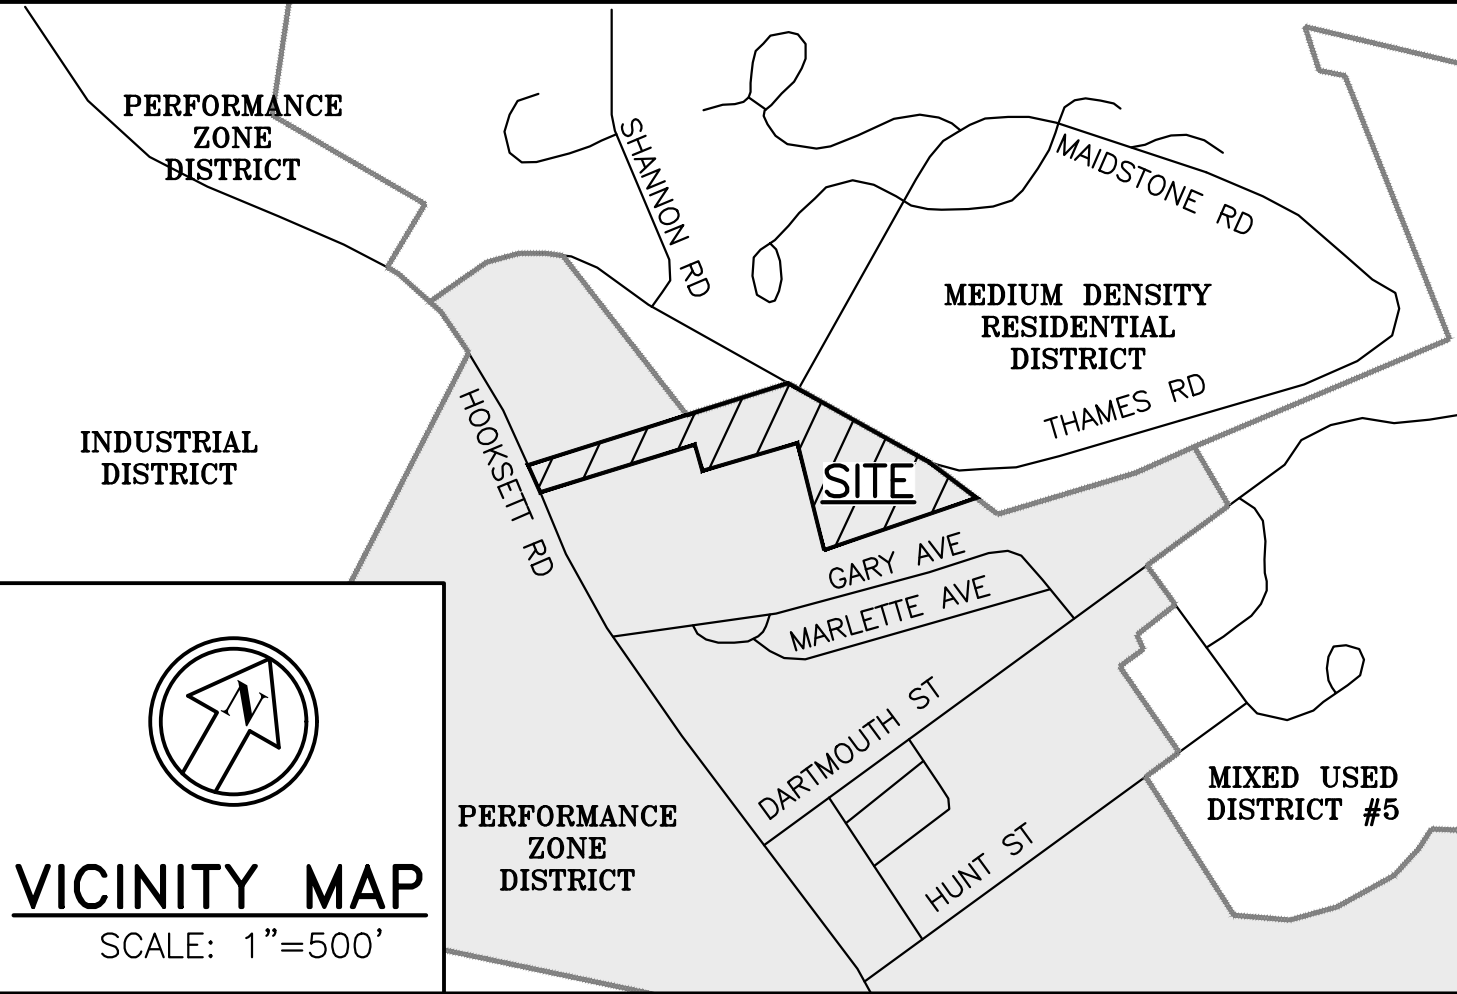 PERFORMANCE
ZONE
DISTRICT
SHANNON RD
MAIDSTONE RD
MEDIUM DENSITY
RESIDENTIAL
DISTRICT
THAMES RD
HOOKSETT RD
INDUSTRIAL
DISTRICT
SITE
GARY AVE
MARLETTE AVE
DARTMOUTH ST
HUNT ST
MIXED USED
DISTRICT #5
PERFORMANCE
ZONE
DISTRICT
N
VICINITY MAP
SCALE: 1"=500'